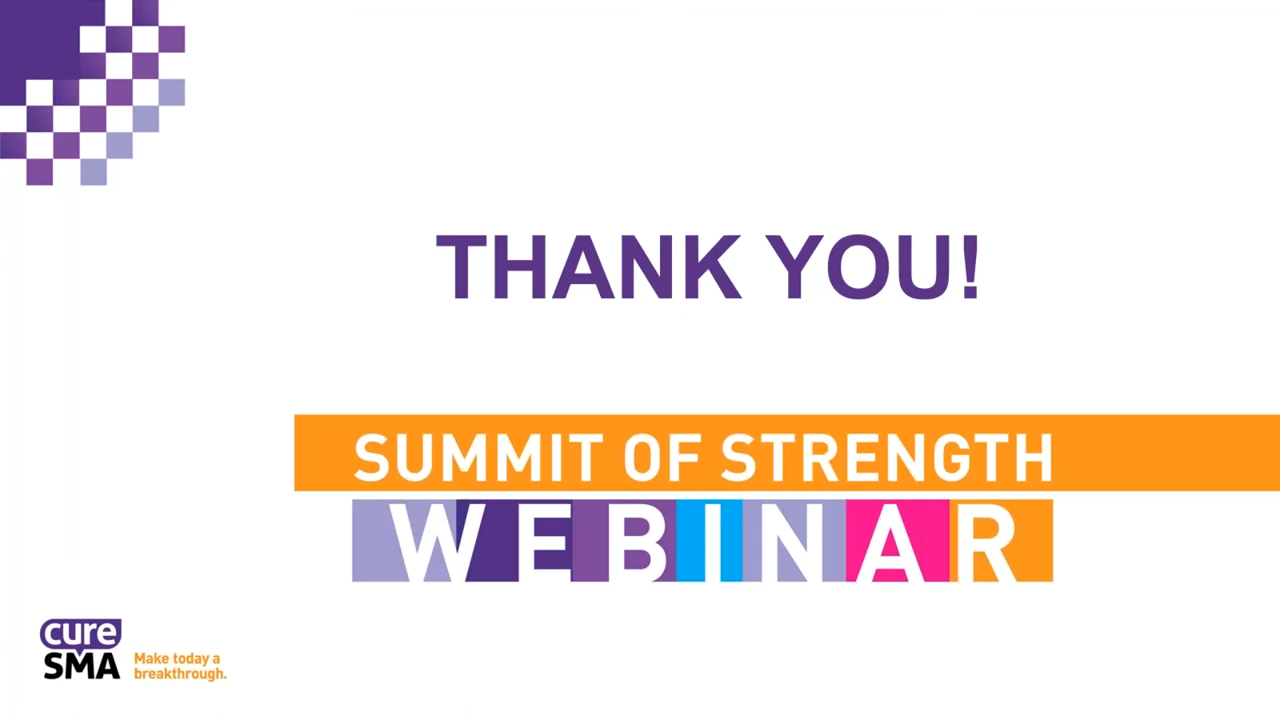 THANK YOU!
SUMMIT OF STRENGTH
WEBINAR
cure
SMA
Make today a
breakthrough.